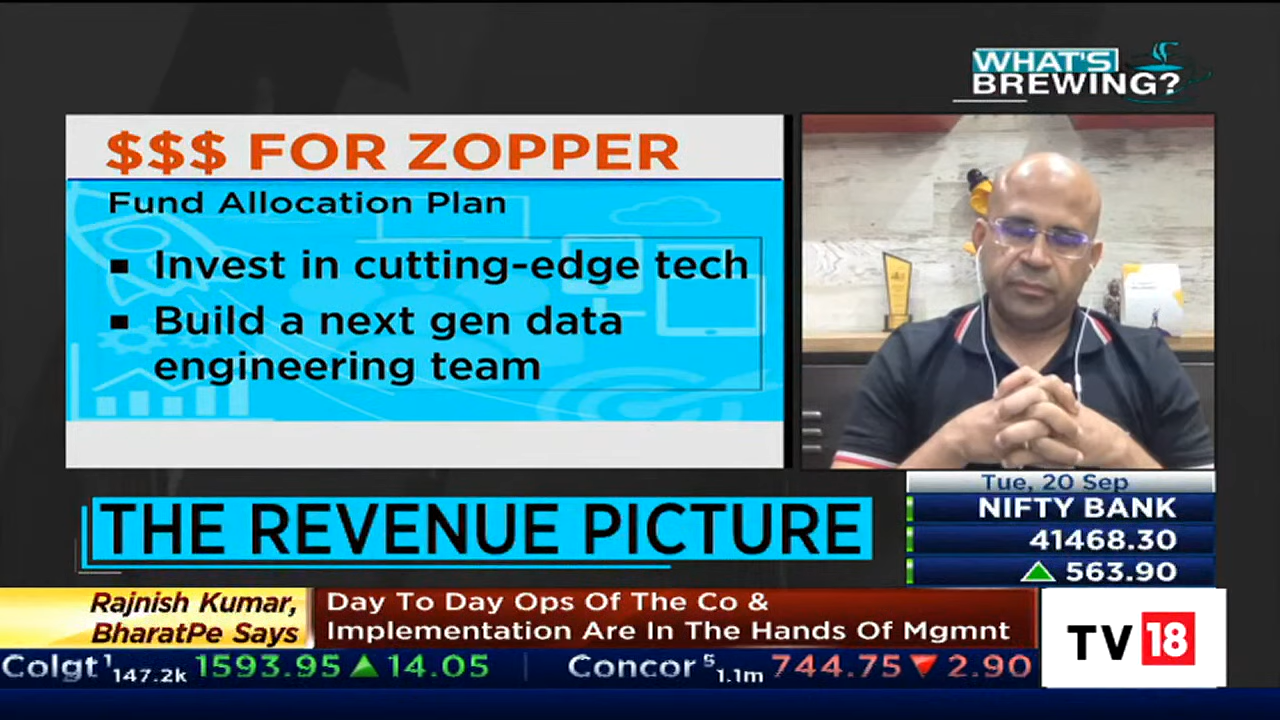 WHAT'S
BREWING?
$$$ FOR ZOPPER
Fund Allocation Plan
▪ Invest in cutting-edge tech
▪ Build a next gen data
engineering team
THE REVENUE PICTURE
Tue, 20 Sep
NIFTY BANK
41468.30
▲ 563.90
Rajnish Kumar,
BharatPe Says
Day To Day Ops Of The Co &
Implementation Are In The Hands Of Mgmnt
TV18
Colgt 1 147.2k 1593.95 ▲ 14.05 Concor 5 1.1m 744.75 ▼ 2.90